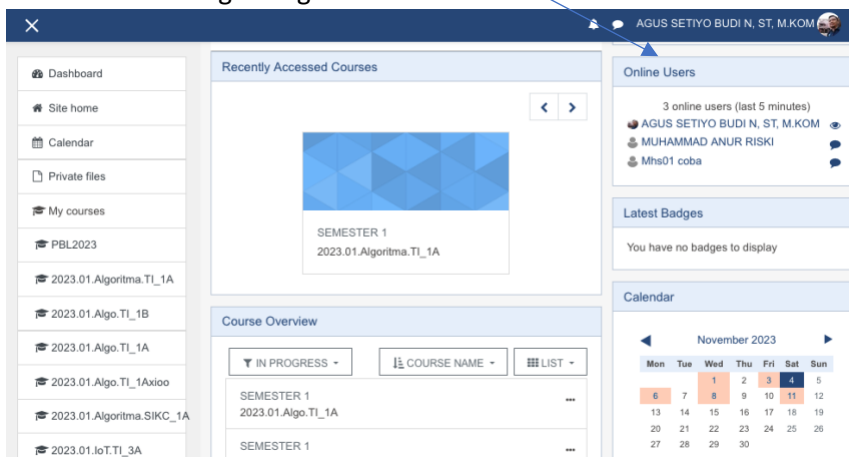 AGUS SETIYO BUDI N, ST, M.KOM
Dashboard
Site home
Calendar
Private files
My courses
PBL2023
2023.01.Algoritma.TI_1A
2023.01.Algo.TI_1B
2023.01.Algo.TI_1A
2023.01.Algo.TI_1Axioo
2023.01.Algoritma.SIKC_1A
2023.01.IoT.TI_3A
Recently Accessed Courses
SEMESTER 1
2023.01.Algoritma.TI_1A
Course Overview
IN PROGRESS
COURSE NAME
LIST
SEMESTER 1
2023.01.Algo.TI_1A
SEMESTER 1
Online Users
3 online users (last 5 minutes)
AGUS SETIYO BUDI N, ST, M.KOM
MUHAMMAD ANUR RISKI
Mhs01 coba
Latest Badges
You have no badges to display
Calendar
November 2023
Mon Tue Wed Thu Fri Sat Sun
1 2 3 4 5
6 7 8 9 10 11 12
13 14 15 16 17 18 19
20 21 22 23 24 25 26
27 28 29 30